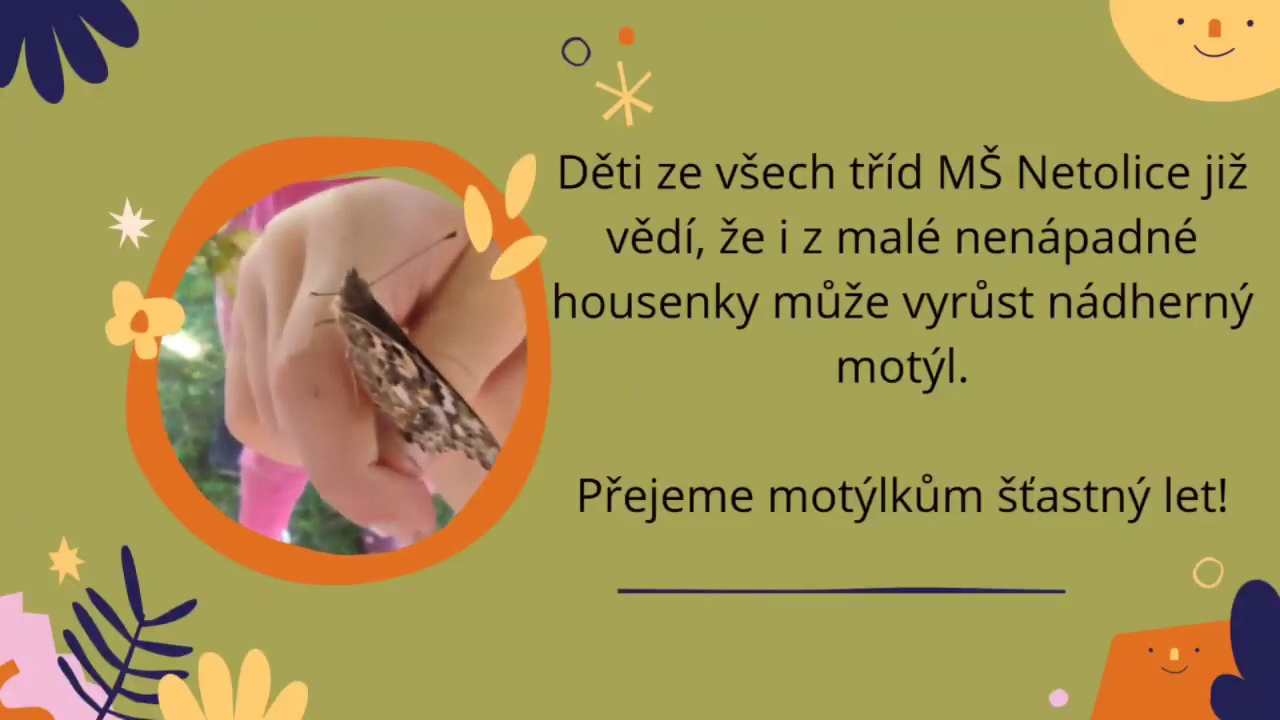 Děti ze všech tříd MŠ Netolice již
vědí, že i z malé nenápadné
housenky může vyrůst nádherný
motýl.
Přejeme motýlkům šťastný let!